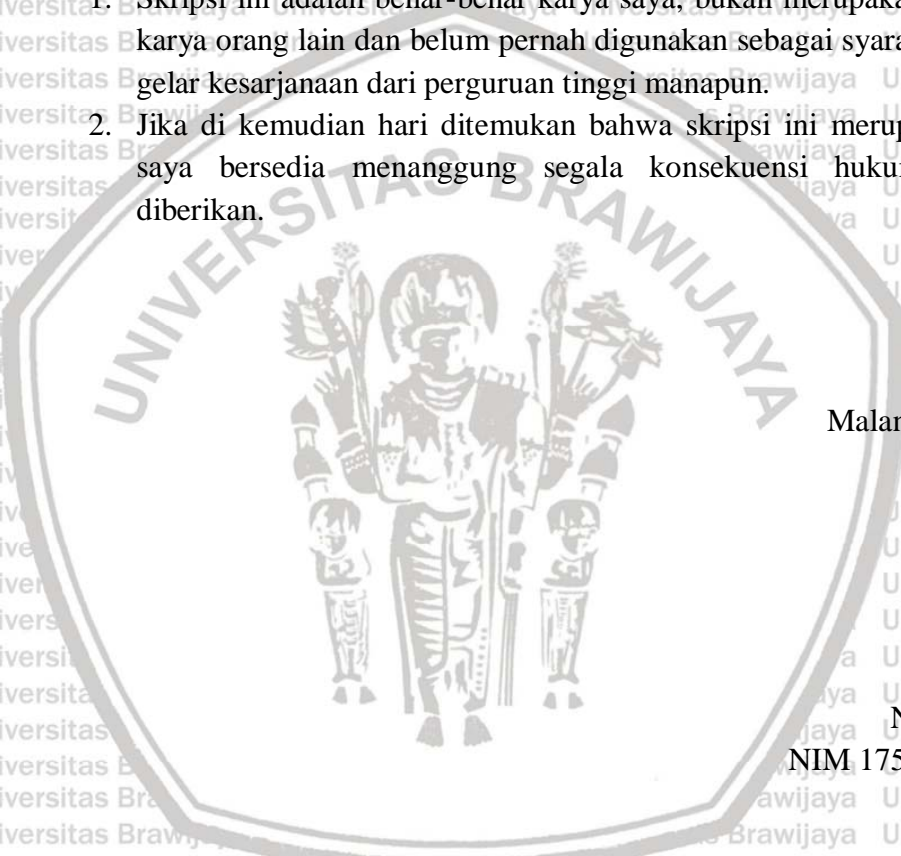 1. Skripsi ini adalah benar-benar karya saya, bukan merupaka
karya orang lain dan belum pernah digunakan sebagai syara
gelar kesarjanaan dari perguruan tinggi manapun.
2. Jika di kemudian hari ditemukan bahwa skripsi ini merup
saya bersedia menanggung segala konsekuensi huku
diberikan.
UNIVERSITAS BRAWIJAYA
Malan
N
NIM 175